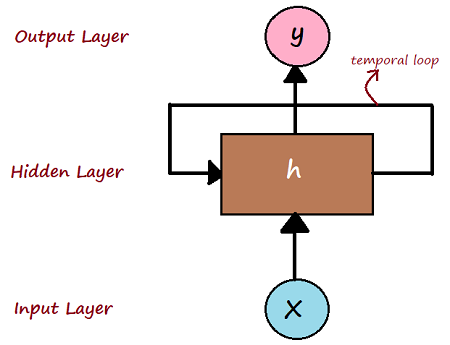 Output Layer
y
temporal loop
Hidden Layer
h
Input Layer
X